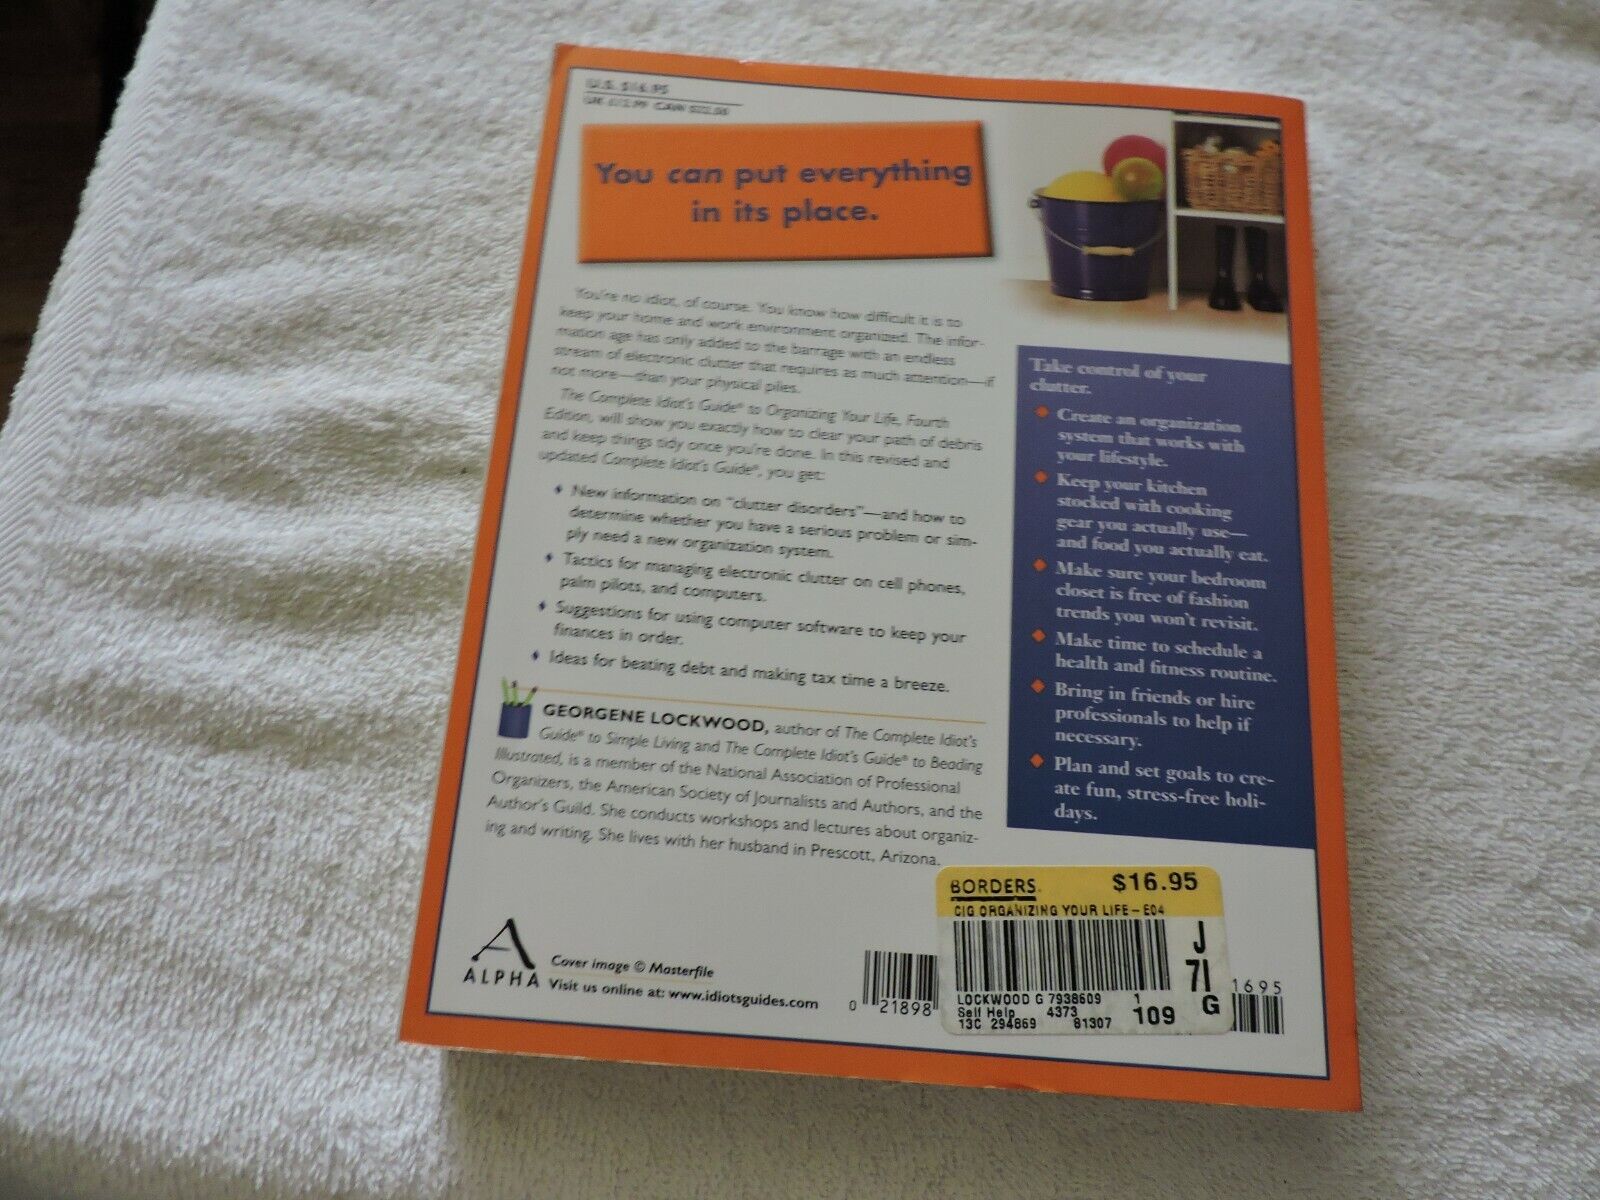 U.S. $16.95
CAN $22.00
You can put everything
in its place.
You're no idiot, of course. You know how difficult it is to
keep your home and work environment organized. The infor-
mation age has only added to the barrage with an endless
stream of electronic clutter that requires as much attention—if
not more—than your physical piles.
The Complete Idiot's Guide® to Organizing Your Life, Fourth
Edition, will show you exactly how to clear your path of debris
and keep things tidy once you're done. In this revised and
updated Complete Idiot's Guide®, you get:
New information on "clutter disorders"—and how to
determine whether you have a serious problem or sim-
ply need a new organization system.
Tactics for managing electronic clutter on cell phones,
palm pilots, and computers.
Suggestions for using computer software to keep your
finances in order.
Ideas for beating debt and making tax time a breeze.
GEORGENE LOCKWOOD, author of The Complete Idiot's
Guide® to Simple Living and The Complete Idiot's Guide® to Beading
Illustrated, is a member of the National Association of Professional
Organizers, the American Society of Journalists and Authors, and the
Author's Guild. She conducts workshops and lectures about organiz-
ing and writing. She lives with her husband in Prescott, Arizona.
Take control of your
clutter.
Create an organization
system that works with
your lifestyle.
Keep your kitchen
stocked with cooking
gear you actually use—
and food you actually eat.
Make sure your bedroom
closet is free of fashion
trends you won't revisit.
Make time to schedule a
health and fitness routine.
Bring in friends or hire
professionals to help if
necessary.
Plan and set goals to cre-
ate fun, stress-free holi-
days.
ALPHA
Cover image © Masterfile
Visit us online at: www.idiotsguides.com
BORDERS. $16.95
CIG ORGANIZING YOUR LIFE - E04
J
71
G
LOCKWOOD G 7938609 1
Self Help 4373
13C 294869 81307 109
0 21898
1695